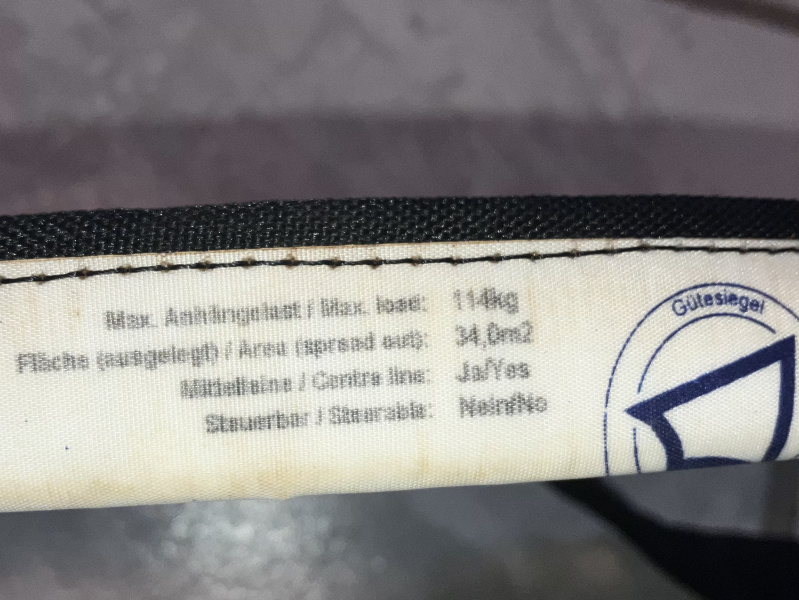 Max. Anhängelast / Max. load: 114kg
Fläche (ausgelegt) / Area (spread out): 34,0m2
Mittelleine / Centre line: Ja/Yes
Steuerbar / Steerable: Nein/No
Gütesiegel